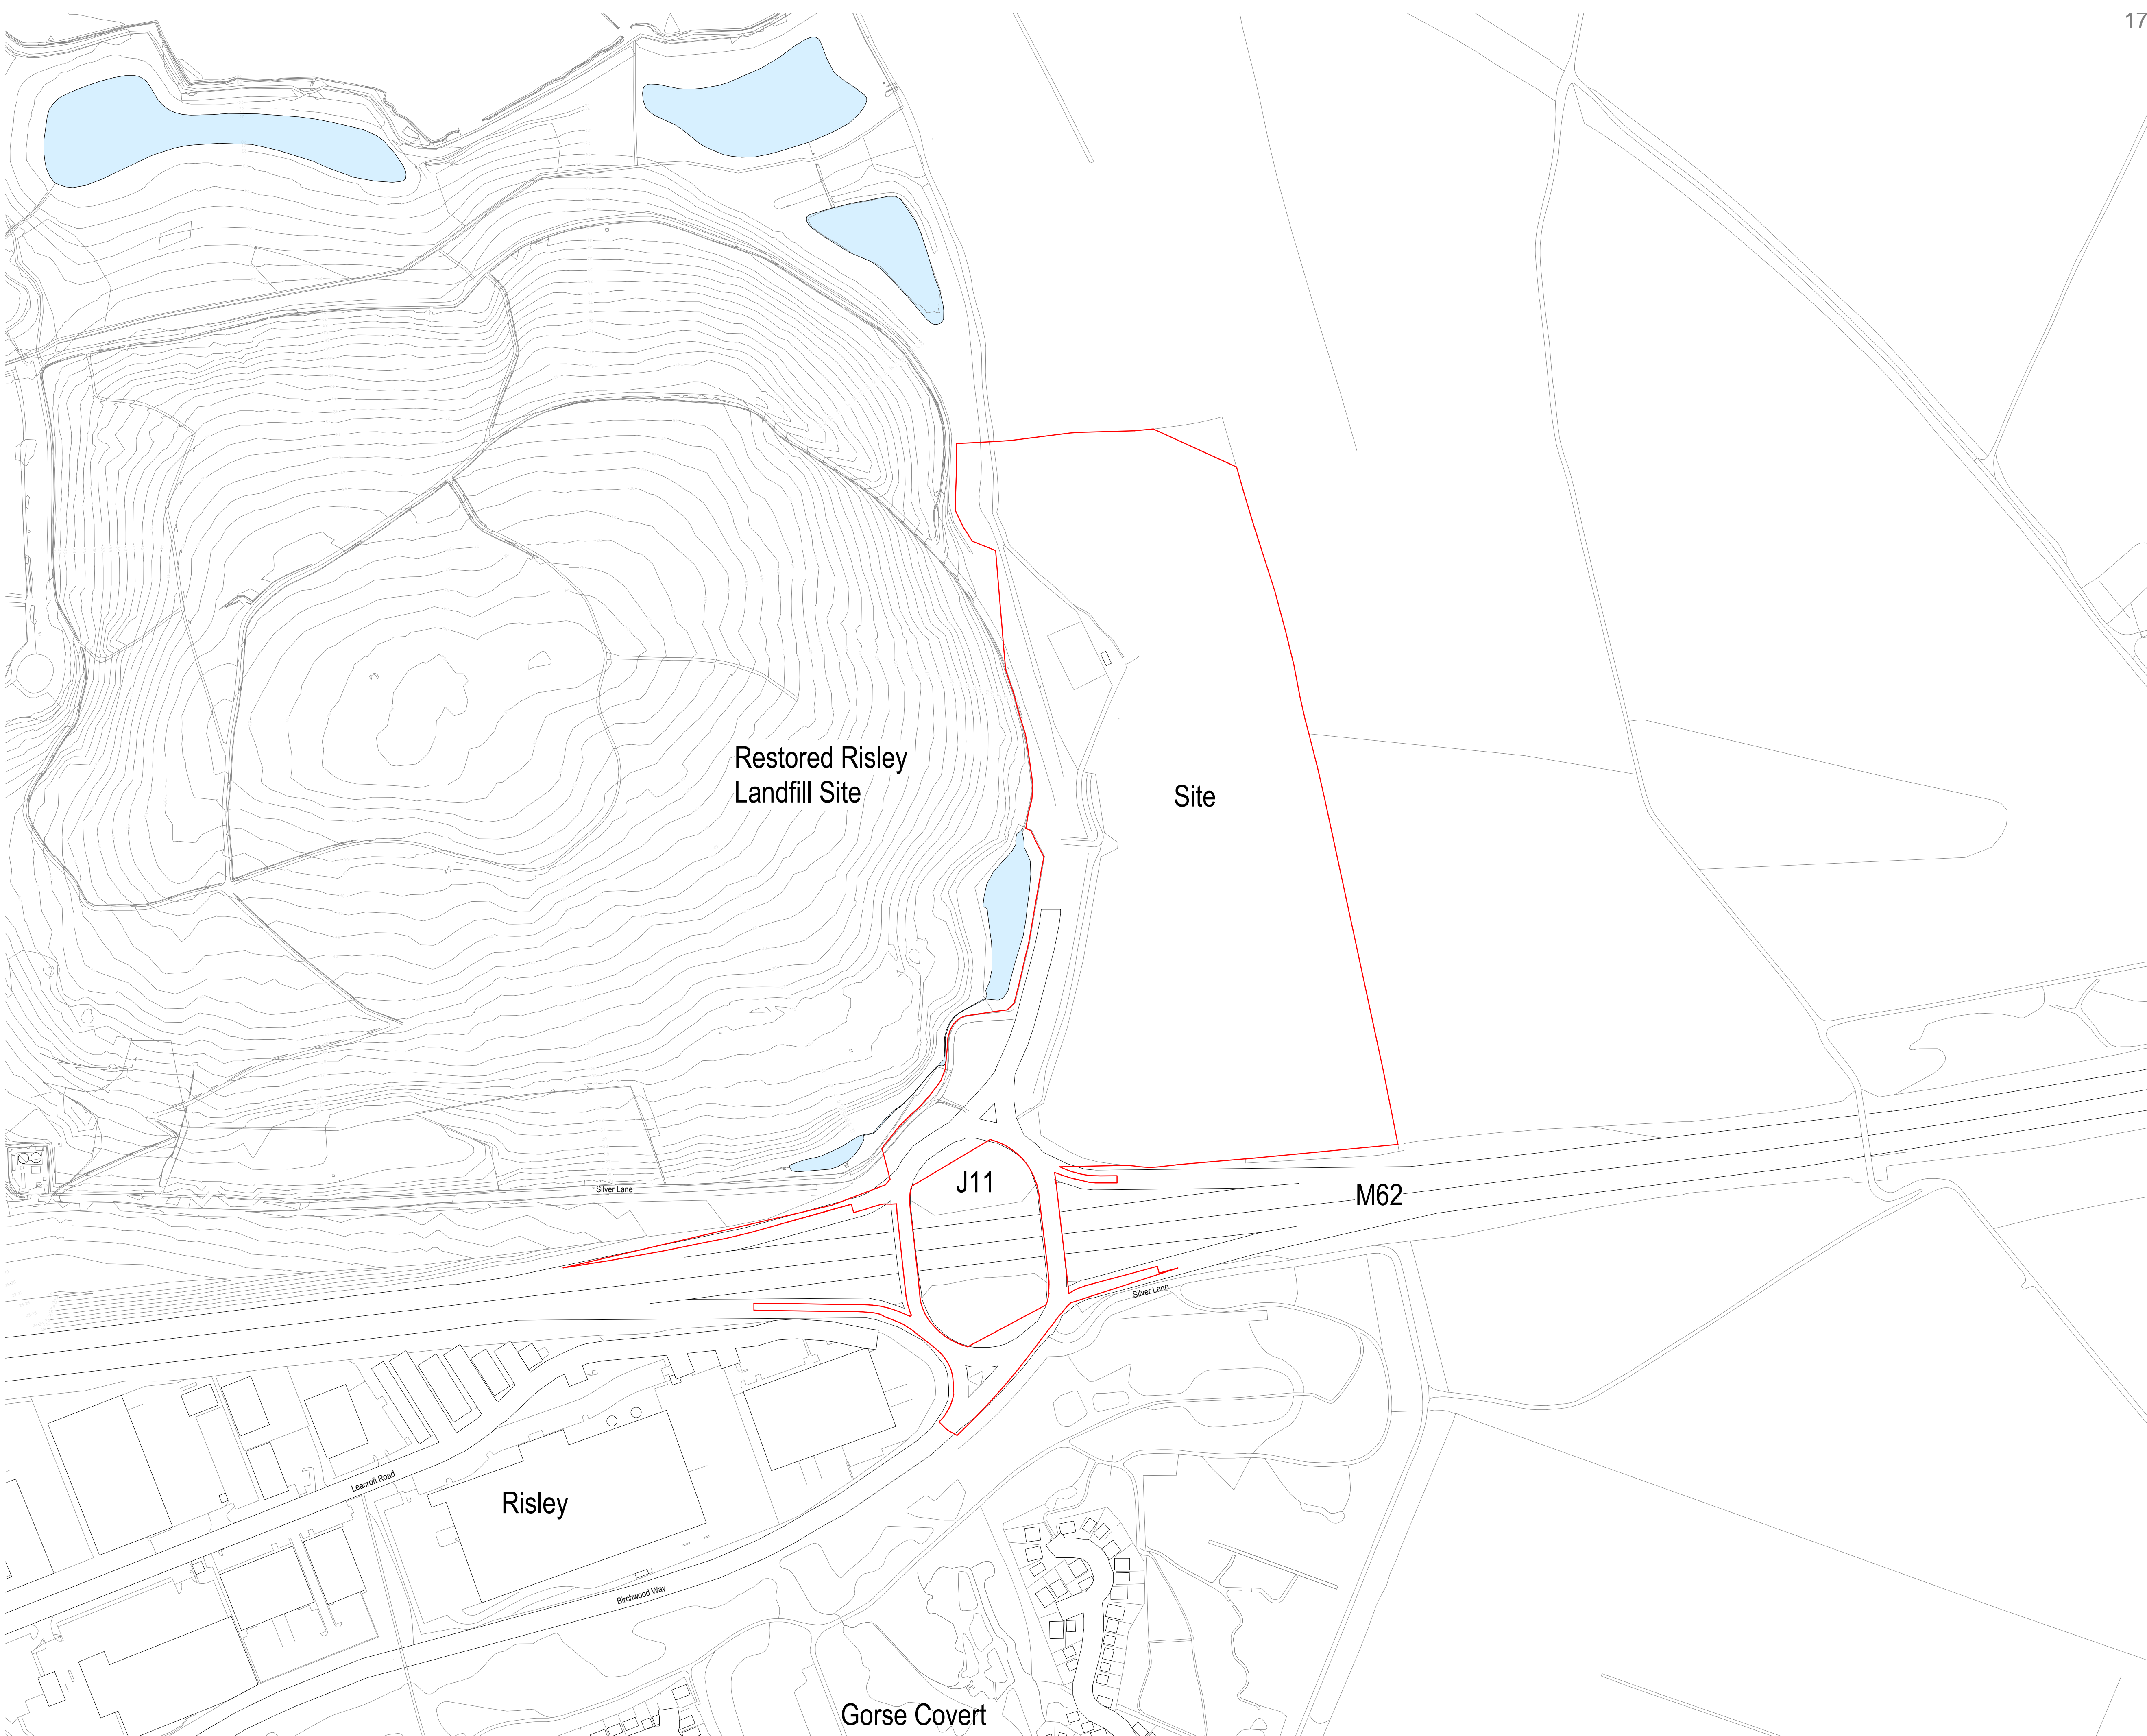 17
Restored Risley
Landfill Site
Site
J11
M62
Silver Lane
Silver Lane
Leacroft Road
Risley
Birchwood Way
Gorse Covert